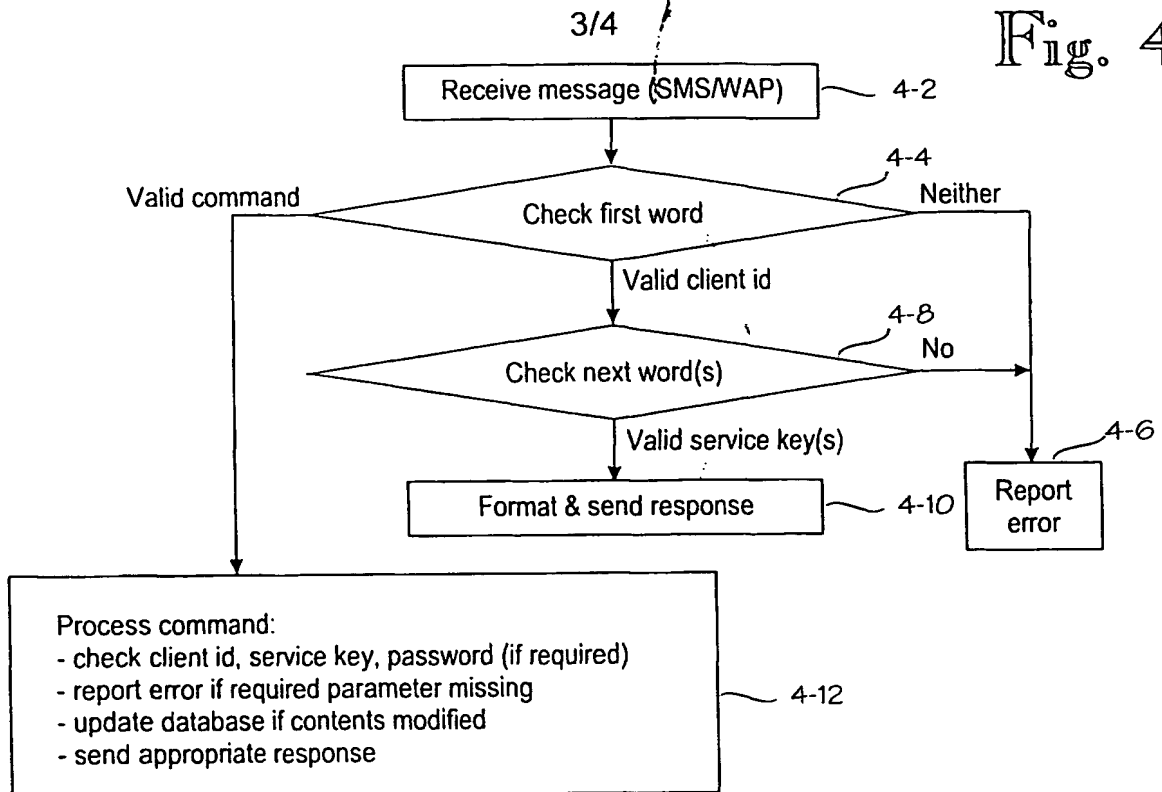 3/4
Fig. 4
Receive message (SMS/WAP)
4-2
4-4
Valid command
Neither
Check first word
Valid client id
4-8
No
Check next word(s)
Valid service key(s)
4-6
Format & send response
4-10
Report
error
Process command:
- check client id, service key, password (if required)
- report error if required parameter missing
- update database if contents modified
- send appropriate response
4-12